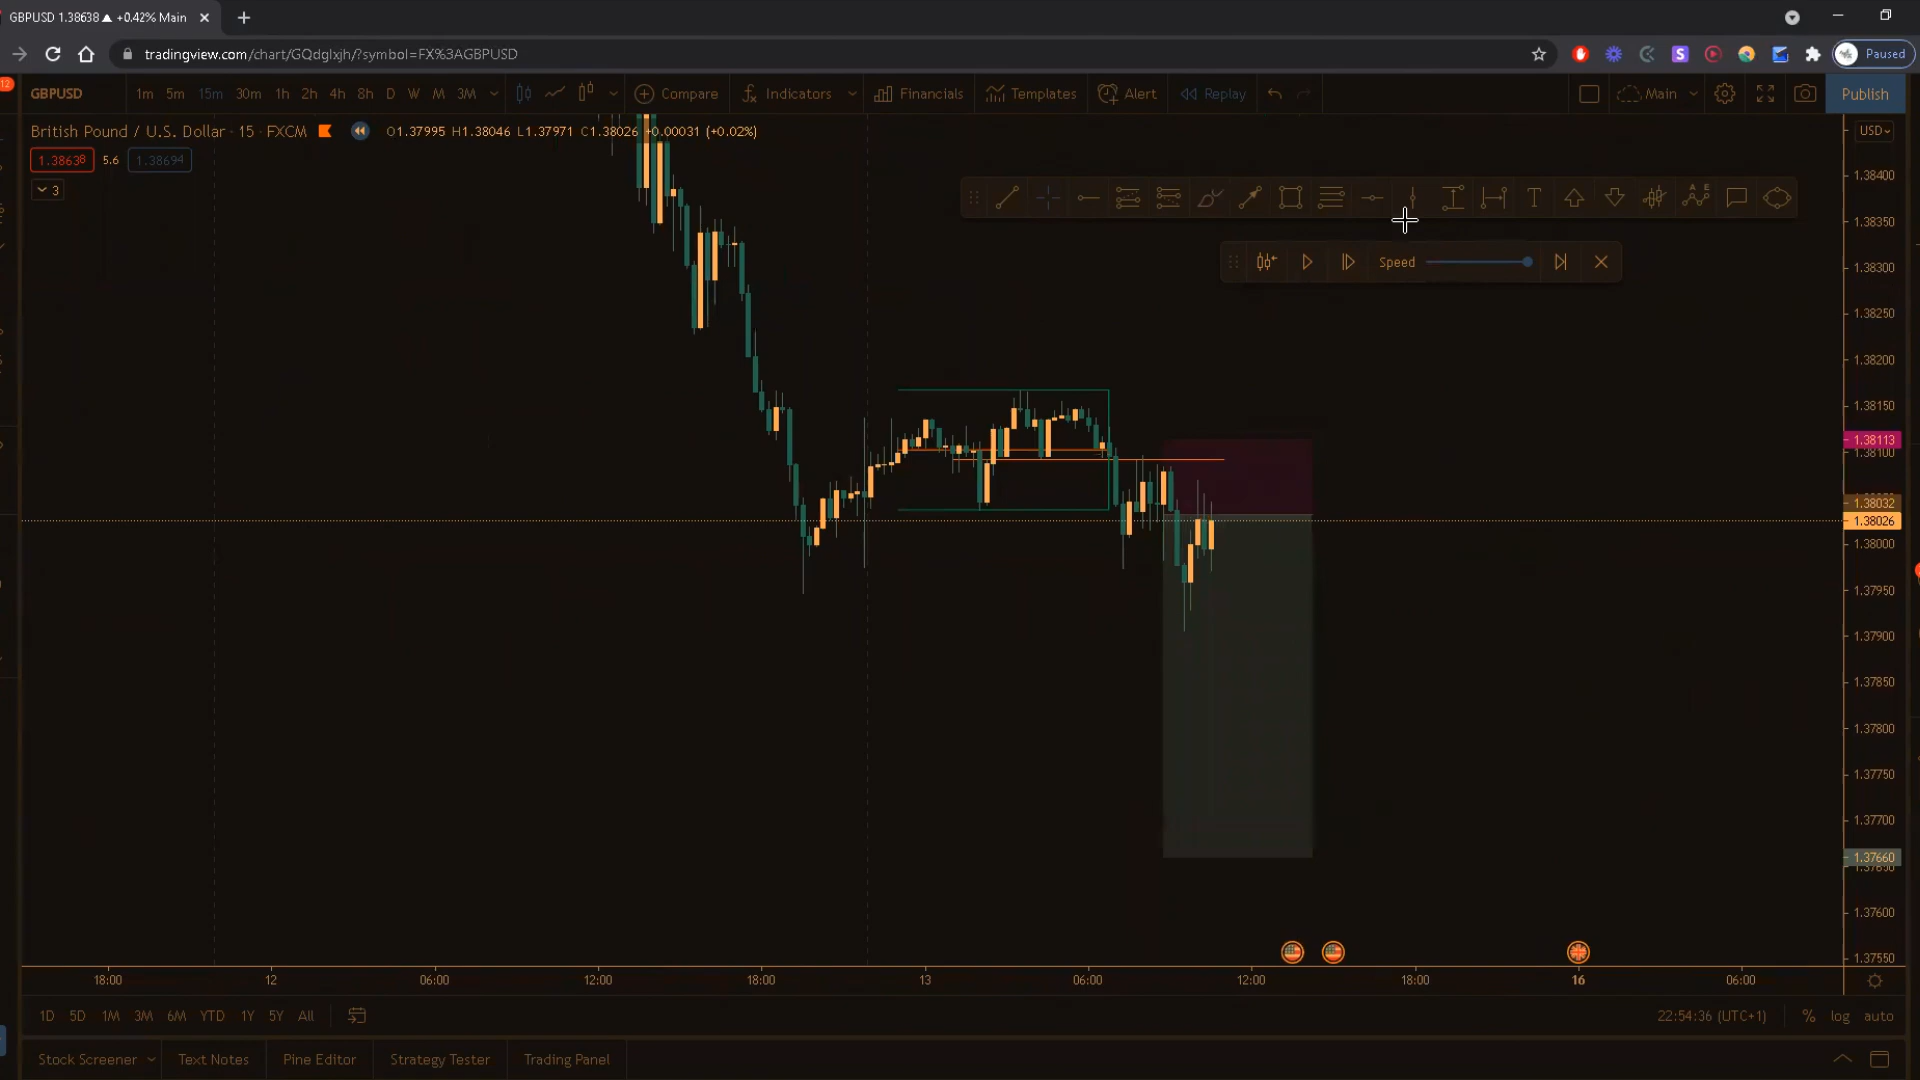 GBPUSD 1.38638 ▲ +0.42% Main
tradingview.com/chart/GQdglxjh/?symbol=FX%3AGBPUSD
Paused
12
GBPUSD 1m 5m 15m 30m 1h 2h 4h 8h D W M 3M Compare Indicators Financials Templates Alert Replay Main Publish
British Pound / U.S. Dollar · 15 · FXCM O1.37995 H1.38046 L1.37971 C1.38026 +0.00031 (+0.02%)
USD
1.38638 5.6 1.38694
3
1.38400
T
1.38350
Speed
1.38300
1.38250
1.38200
1.38150
1.38113
1.38100
1.38032
1.38026
1.38000
1.37950
1.37900
1.37850
1.37800
1.37750
1.37700
1.37660
1.37600
1.37550
18:00 12 06:00 12:00 18:00 13 06:00 12:00 18:00 16 06:00
1D 5D 1M 3M 6M YTD 1Y 5Y All 22:54:36 (UTC+1) % log auto
Stock Screener Text Notes Pine Editor Strategy Tester Trading Panel